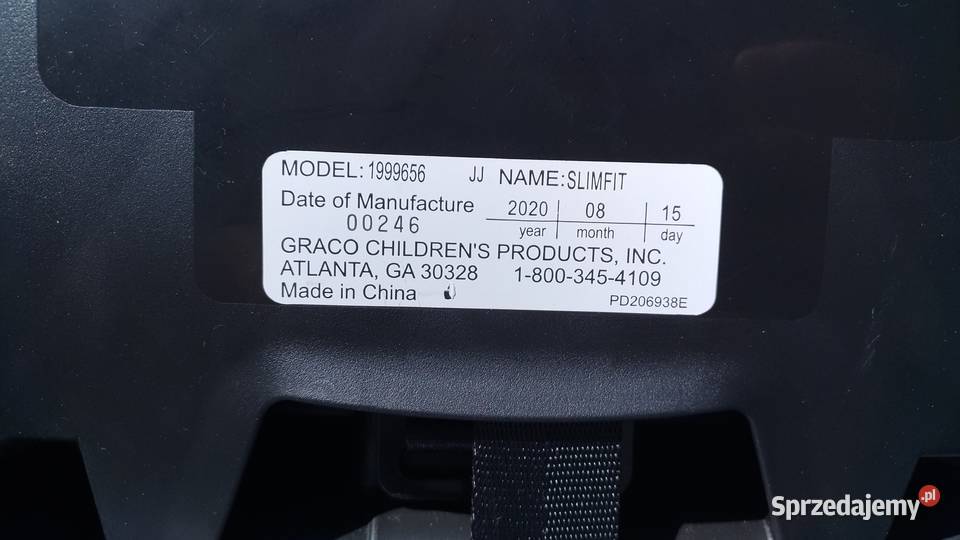 MODEL: 1999656 JJ NAME: SLIMFIT
Date of Manufacture 2020 08 15
00246 year month day
GRACO CHILDREN'S PRODUCTS, INC.
ATLANTA, GA 30328 1-800-345-4109
Made in China PD206938E
Sprzedajemy.pl